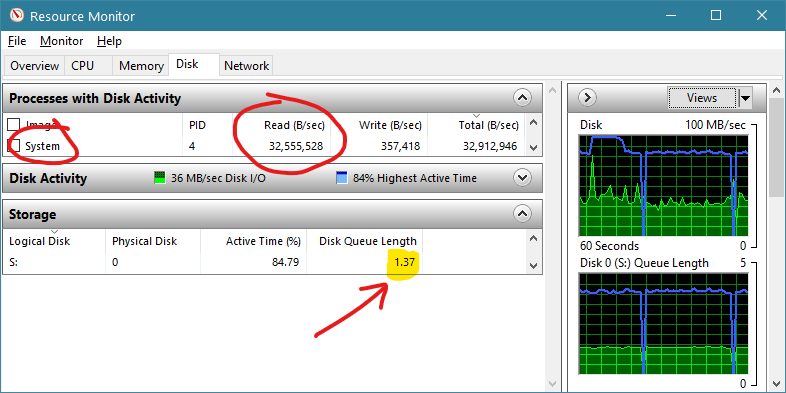 Resource Monitor
File Monitor Help
Overview CPU Memory Disk Network
Processes with Disk Activity
Image PID Read (B/sec) Write (B/sec) Total (B/sec)
System 4 32,555,528 357,418 32,912,946
Disk Activity 36 MB/sec Disk I/O 84% Highest Active Time
Storage
Logical Disk Physical Disk Active Time (%) Disk Queue Length
S: 0 84.79 1.37
Views
Disk 100 MB/sec
60 Seconds 0
Disk 0 (S:) Queue Length 5
0